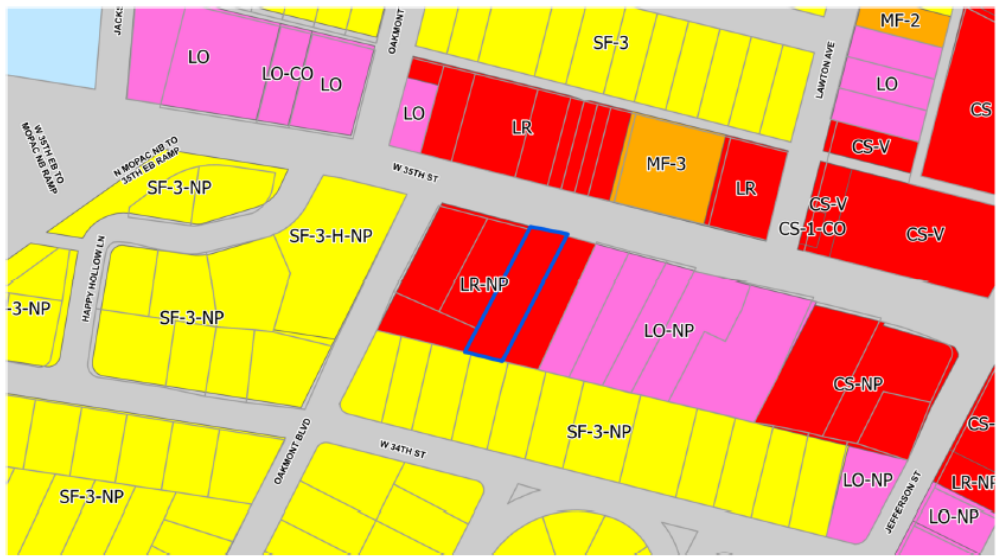 JACKS
OAKMONT
MF-2
SF-3
LAWTON AVE
LO
LO-CO
LO
LO
CS
LO
LR
CS-V
W 35TH EB TO
MOPAC NB RAMP
N MOPAC NB TO
35TH EB RAMP
W 35TH ST
MF-3
LR
SF-3-NP
CS-V
CS-1-CO
CS-V
SF-3-H-NP
HAPPY HOLLOW LN
LR-NP
-3-NP
SF-3-NP
LO-NP
CS-NP
CS-
OAKMONT BLVD
W 34TH ST
SF-3-NP
LO-NP
LR-NP
SF-3-NP
JEFFERSON ST
LO-NP